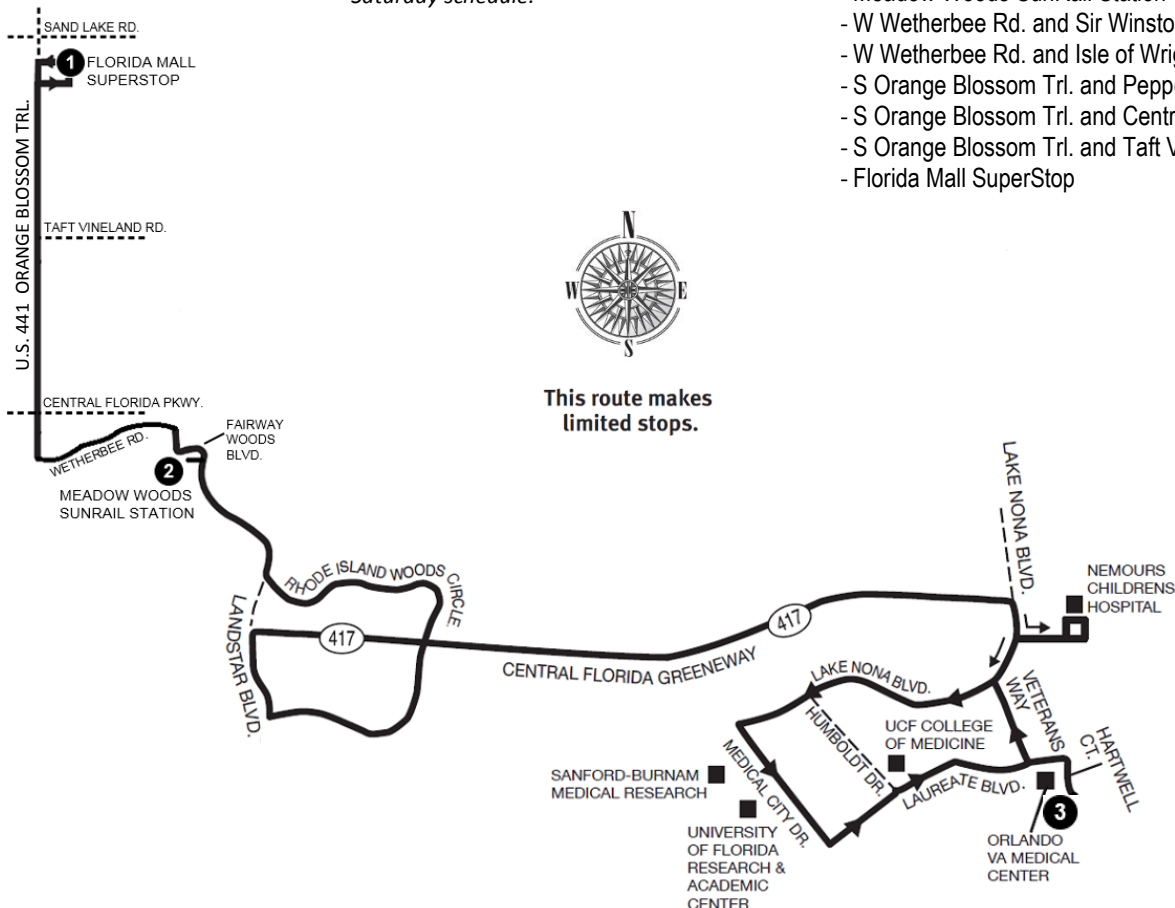 Saturday schedule.
- W Wetherbee Rd. and Sir
- W Wetherbee Rd. and Isle of
- S Orange Blossom Trl. and
- S Orange Blossom Trl. and
- S Orange Blossom Trl. and Taft
- Florida Mall SuperStop
SAND LAKE RD.
1
FLORIDA MALL
SUPERSTOP
U.S. 441 ORANGE BLOSSOM TRL.
TAFT VINELAND RD.
N
W
E
S
This route makes
limited stops.
CENTRAL FLORIDA PKWY.
WETHERBEE RD.
FAIRWAY
WOODS
BLVD.
2
MEADOW WOODS
SUNRAIL STATION
LAKE NONA BLVD.
RHODE ISLAND WOODS CIRCLE
NEMOURS
CHILDRENS
HOSPITAL
LANDSTAR BLVD.
417
417
CENTRAL FLORIDA GREENEWAY
LAKE NONA BLVD.
VETERANS
WAY
HUMBOLDT DR.
UCF COLLEGE
OF MEDICINE
HARTWELL
CT.
MEDICAL CITY DR.
SANFORD-BURNAM
MEDICAL RESEARCH
LAUREATE BLVD.
3
UNIVERSITY
OF FLORIDA
RESEARCH &
ACADEMIC
CENTER
ORLANDO
VA MEDICAL
CENTER